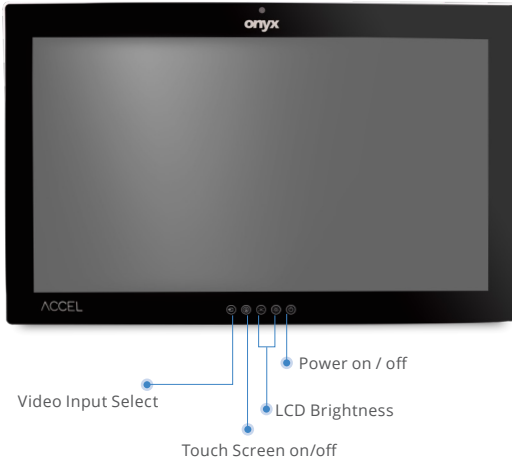 onyx
ACCEL
Power on / off
Video Input Select
LCD Brightness
Touch Screen on/off